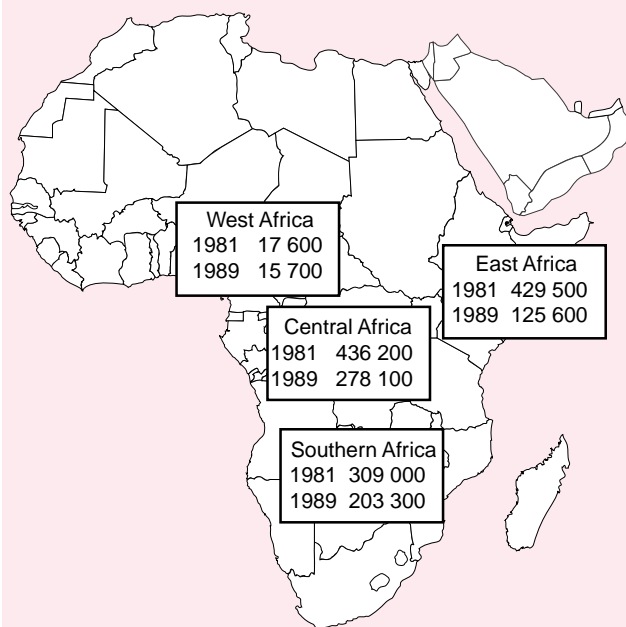 West Africa
1981 17 600
1989 15 700
East Africa
1981 429 500
1989 125 600
Central Africa
1981 436 200
1989 278 100
Southern Africa
1981 309 000
1989 203 300